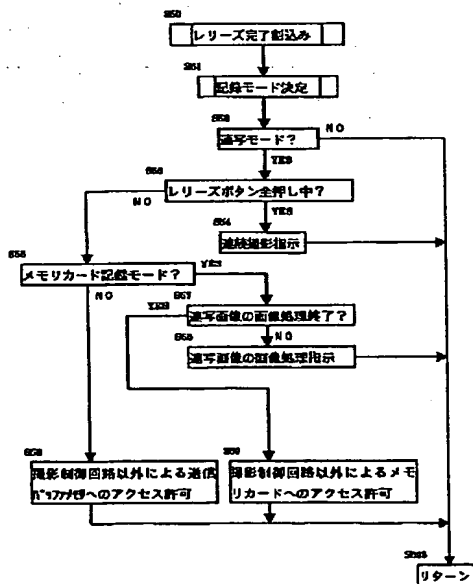 S50
レリーズ完了割込み
S51
記録モード決定
S52
連写モード?
NO
YES
S53
レリーズボタン全押し中?
NO
YES
S54
連続撮影指示
S55
メモリカード記録モード?
YES
NO
S57
連写画像の画像処理終了?
YES
NO
連写画像の画像処理指示
撮影制御回路以外による送信
バッファメモリへのアクセス許可
撮影制御回路以外によるメモ
リカードへのアクセス許可
リターン